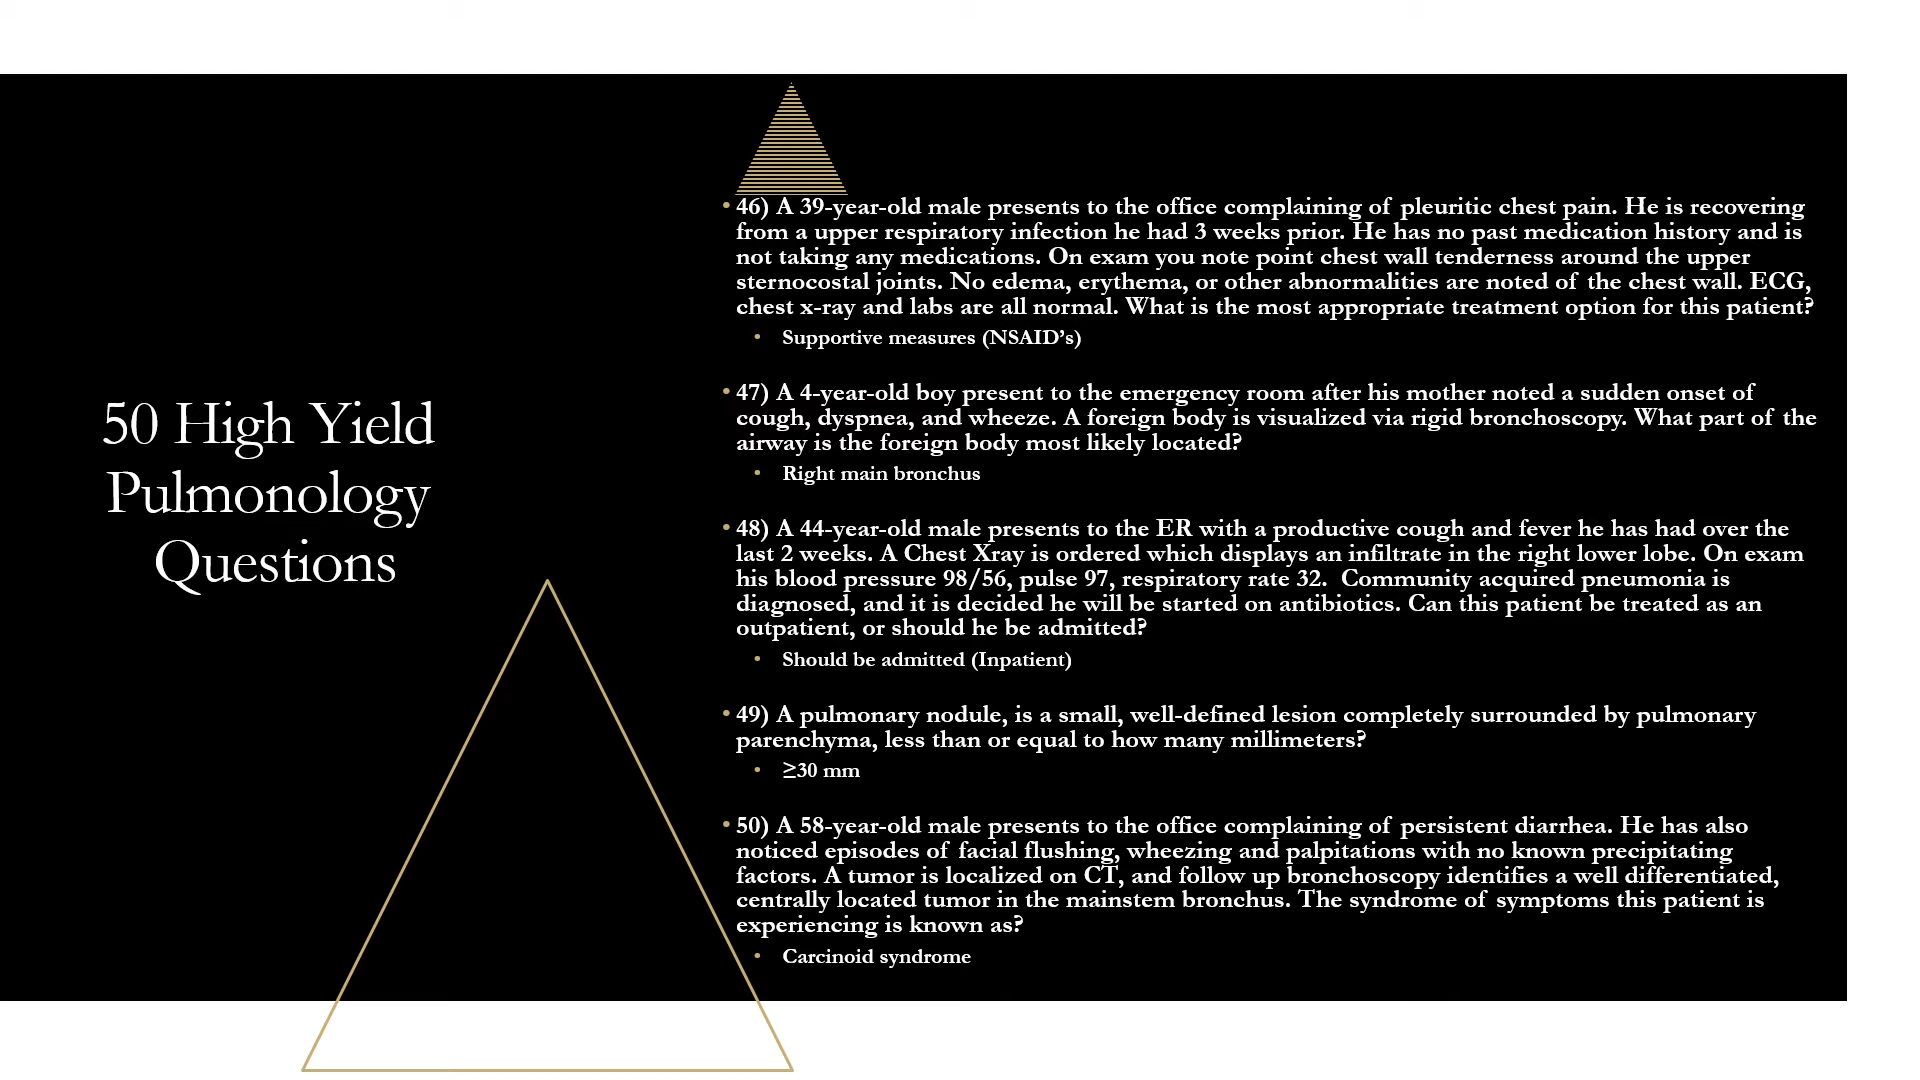 50 High Yield
Pulmonology
Questions
• 46) A 39-year-old male presents to the office complaining of pleuritic chest pain. He is recovering
from a upper respiratory infection he had 3 weeks prior. He has no past medication history and is
not taking any medications. On exam you note point chest wall tenderness around the upper
sternocostal joints. No edema, erythema, or other abnormalities are noted of the chest wall. ECG,
chest x-ray and labs are all normal. What is the most appropriate treatment option for this patient?
• Supportive measures (NSAID’s)
• 47) A 4-year-old boy present to the emergency room after his mother noted a sudden onset of
cough, dyspnea, and wheeze. A foreign body is visualized via rigid bronchoscopy. What part of the
airway is the foreign body most likely located?
• Right main bronchus
• 48) A 44-year-old male presents to the ER with a productive cough and fever he has had over the
last 2 weeks. A Chest Xray is ordered which displays an infiltrate in the right lower lobe. On exam
his blood pressure 98/56, pulse 97, respiratory rate 32. Community acquired pneumonia is
diagnosed, and it is decided he will be started on antibiotics. Can this patient be treated as an
outpatient, or should he be admitted?
• Should be admitted (Inpatient)
• 49) A pulmonary nodule, is a small, well-defined lesion completely surrounded by pulmonary
parenchyma, less than or equal to how many millimeters?
• ≥30 mm
• 50) A 58-year-old male presents to the office complaining of persistent diarrhea. He has also
noticed episodes of facial flushing, wheezing and palpitations with no known precipitating
factors. A tumor is localized on CT, and follow up bronchoscopy identifies a well differentiated,
centrally located tumor in the mainstem bronchus. The syndrome of symptoms this patient is
experiencing is known as?
• Carcinoid syndrome